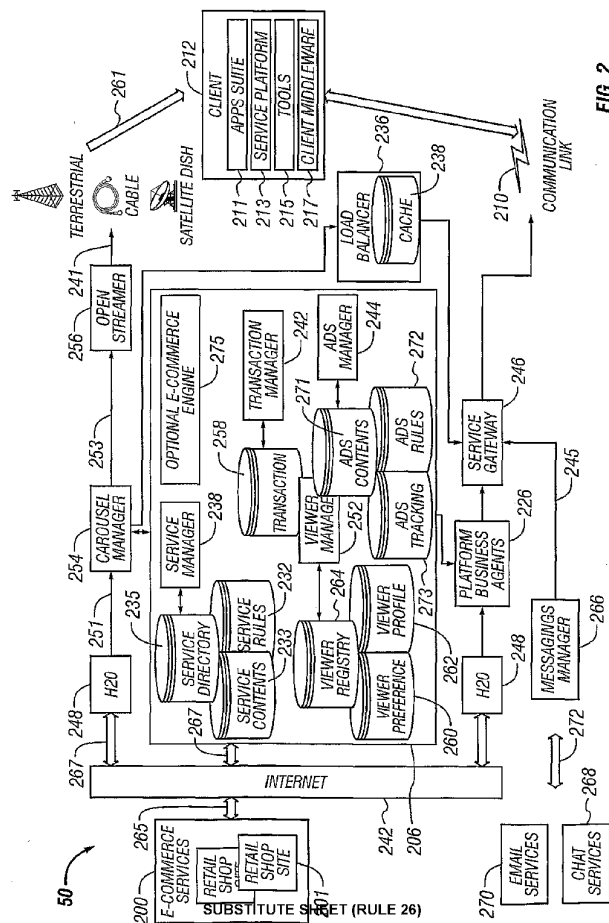 50
200
E-COMMERCE
SERVICES
RETAIL
SHOP
RETAIL
SHOP
SITE
265
267
248
H20
251
254
CAROUSEL
MANAGER
253
256
OPEN
STREAMER
241
TERRESTRIAL
CABLE
SATELLITE DISH
261
212
CLIENT
APPS SUITE
SERVICE PLATFORM
TOOLS
CLIENT MIDDLEWARE
211
213
215
217
INTERNET
242
206
267
235
SERVICE
DIRECTORY
SERVICE
MANAGER
238
SERVICE
RULES
232
SERVICE
CONTENTS
233
OPTIONAL E-COMMERCE
ENGINE
275
258
TRANSACTION
TRANSACTION
MANAGER
242
VIEWER
MANAGER
252
264
VIEWER
REGISTRY
VIEWER
PROFILE
262
VIEWER
PREFERENCE
260
271
ADS
CONTENTS
ADS
MANAGER
244
ADS
RULES
272
ADS
TRACKING
273
LOAD
BALANCER
236
CACHE
238
210
COMMUNICATION
LINK
248
H20
PLATFORM
BUSINESS
AGENTS
226
SERVICE
GATEWAY
246
245
MESSAGINGS
MANAGER
266
272
270
EMAIL
SERVICES
CHAT
SERVICES
268
FIG. 2
SUBSTITUTE SHEET (RULE 26)